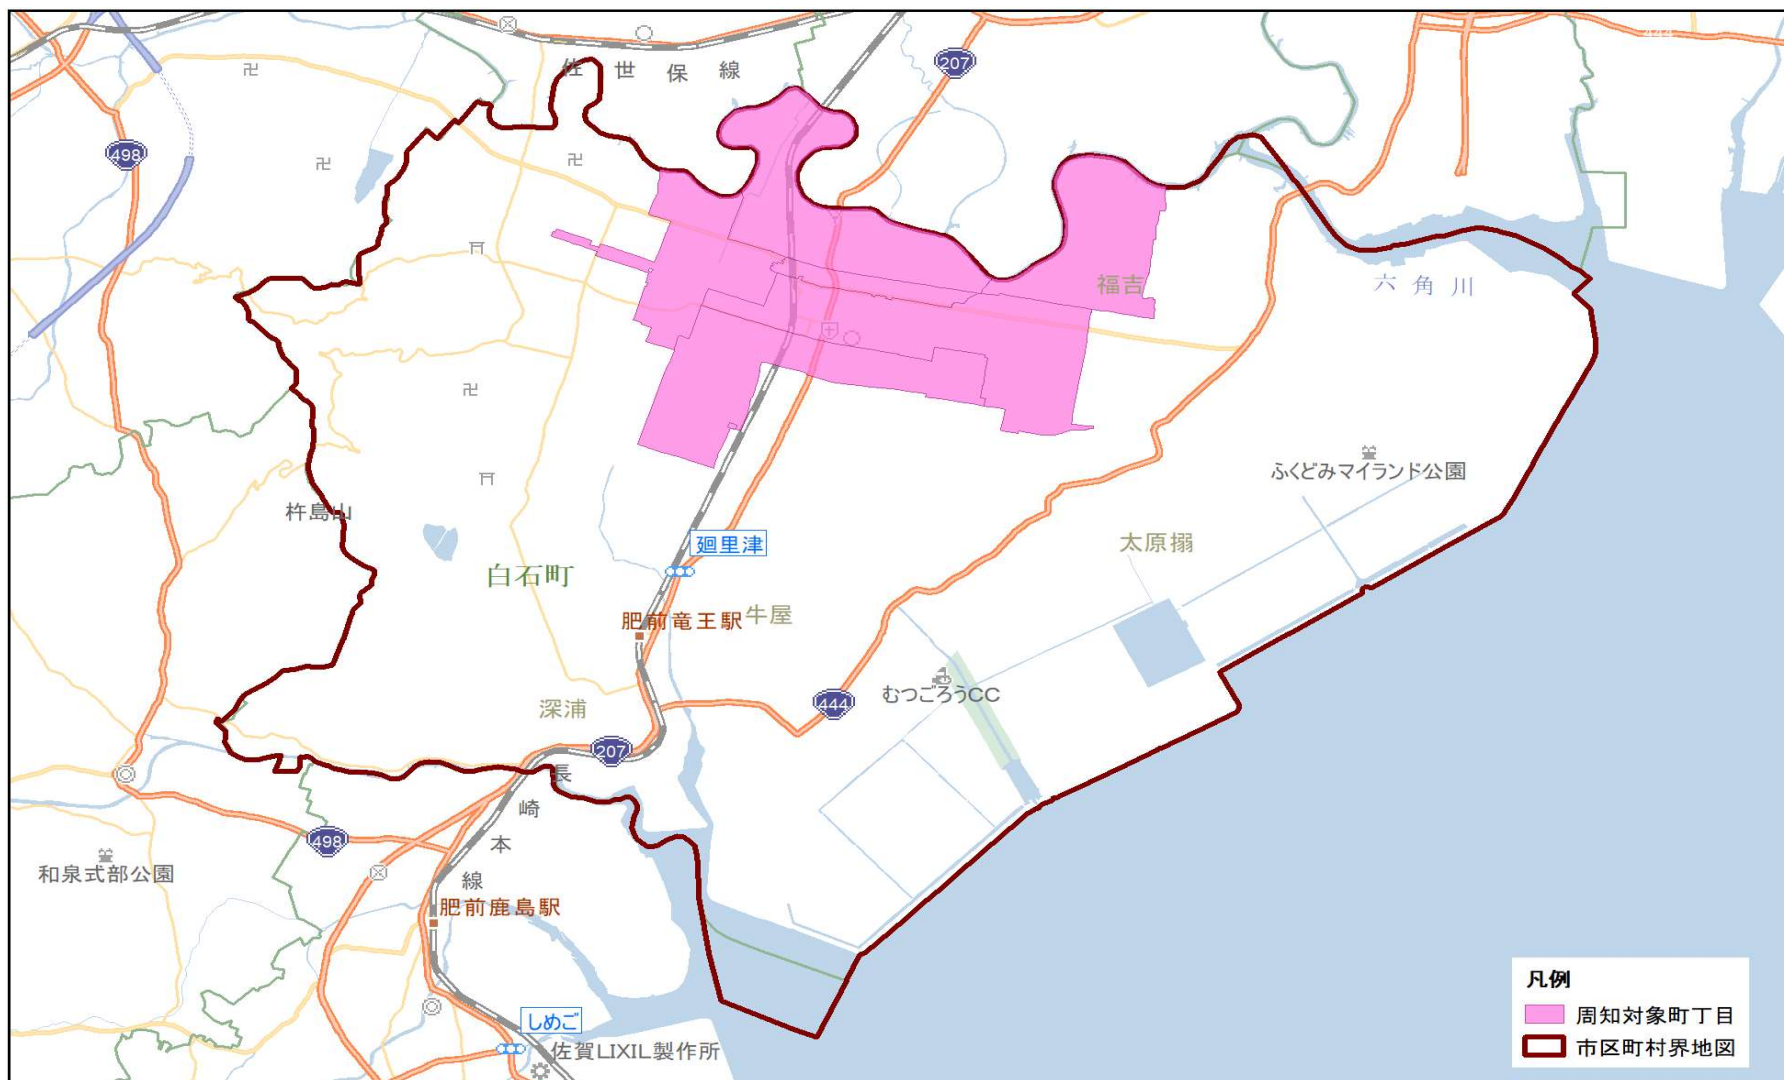 444
佐世保線
207
498
福吉
六角川
ふくどみマイランド公園
杵島山
太原搦
廻里津
白石町
肥前竜王駅
牛屋
むつごろうCC
深浦
444
207
長崎本線
498
和泉式部公園
肥前鹿島駅
しめご
佐賀LIXIL製作所
凡例
周知対象町丁目
市区町村界地図